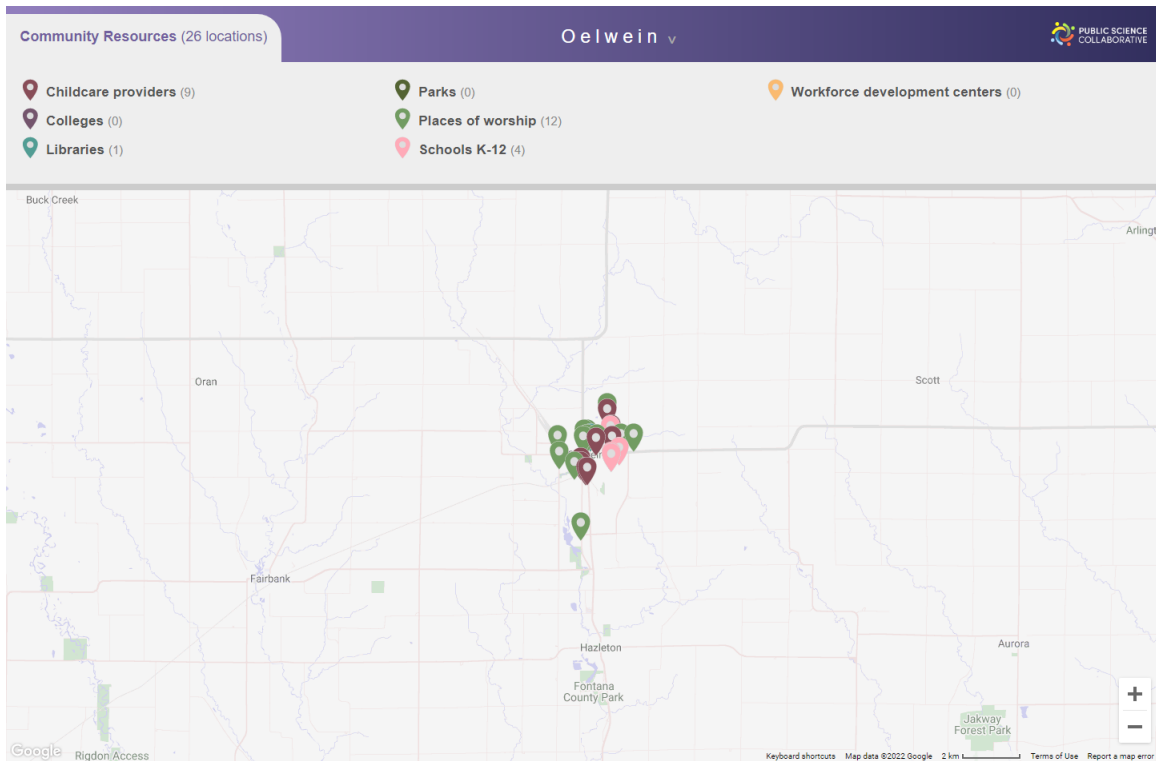 Community Resources (26 locations)
Oelwein v
PUBLIC SCIENCE
COLLABORATIVE
Childcare providers (9)
Parks (0)
Workforce development centers (0)
Colleges (0)
Places of worship (12)
Libraries (1)
Schools K-12 (4)
Buck Creek
Arlingt
Oran
Scott
Fairbank
Hazleton
Aurora
Fontana
County Park
Jakway
Forest Park
+
−
Google
Rigdon Access
Keyboard shortcuts Map data ©2022 Google 2 km Terms of Use Report a map error